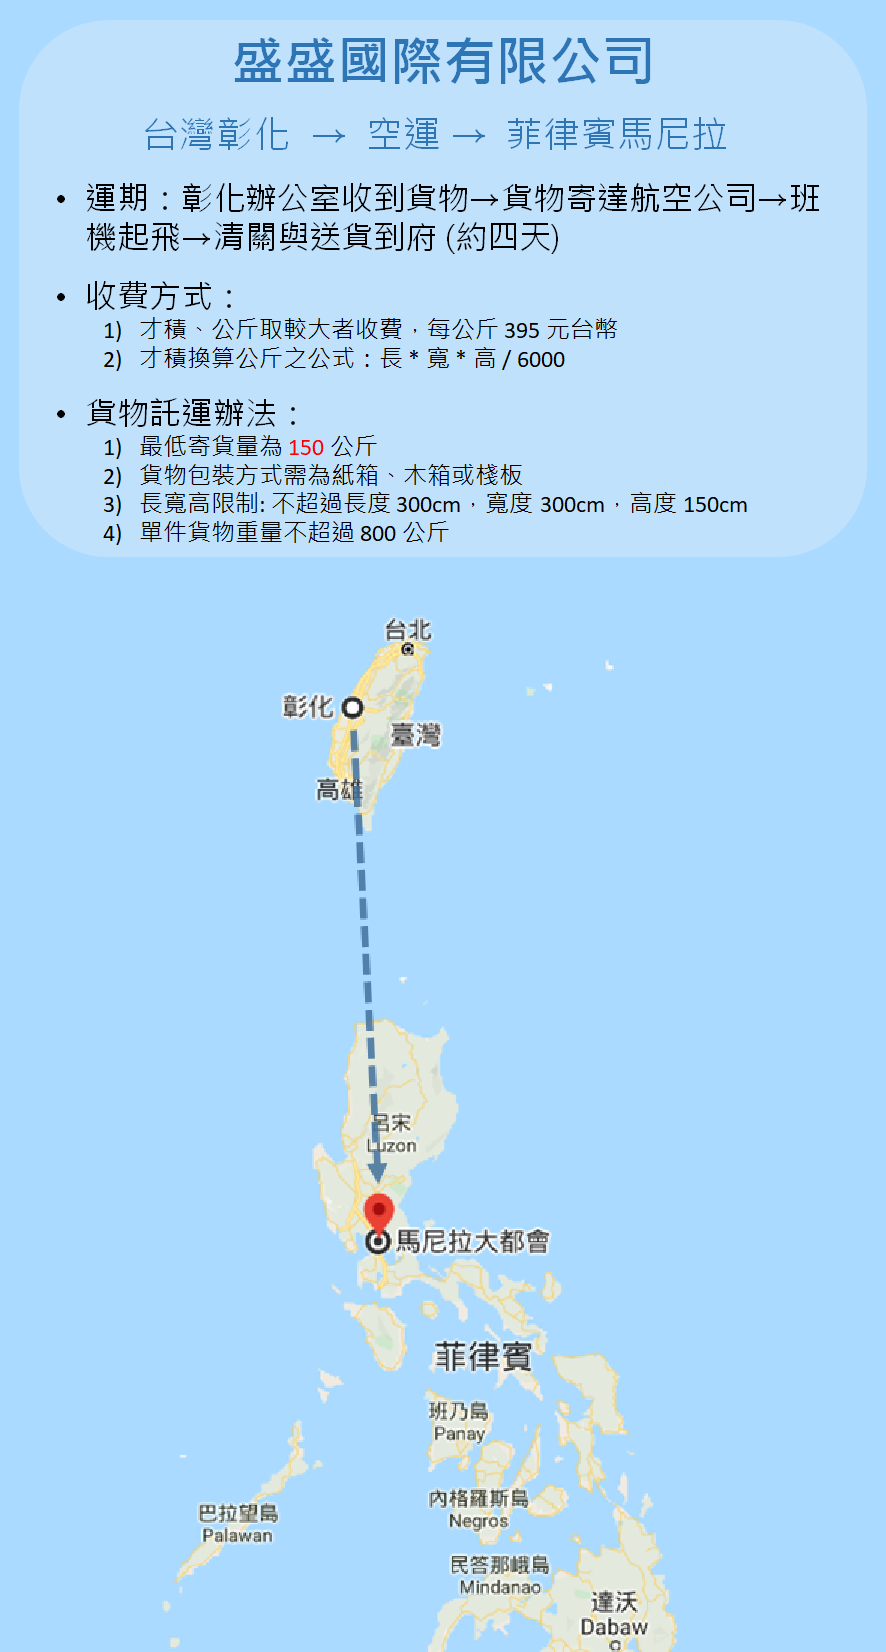 盛盛國際有限公司
台灣彰化 → 空運 → 菲律賓馬尼拉
• 運期：彰化辦公室收到貨物→貨物寄達航空公司→班
機起飛→清關與送貨到府 (約四天)
• 收費方式：
1) 才積、公斤取較大者收費，每公斤 395 元台幣
2) 才積換算公斤之公式：長 * 寬 * 高 / 6000
• 貨物託運辦法：
1) 最低寄貨量為 150 公斤
2) 貨物包裝方式需為紙箱、木箱或棧板
3) 長寬高限制: 不超過長度 300cm，寬度 300cm，高度 150cm
4) 單件貨物重量不超過 800 公斤
台北
彰化
臺灣
高雄
呂宋
Luzon
馬尼拉大都會
菲律賓
班乃島
Panay
內格羅斯島
Negros
巴拉望島
Palawan
民答那峨島
Mindanao
達沃
Dabaw